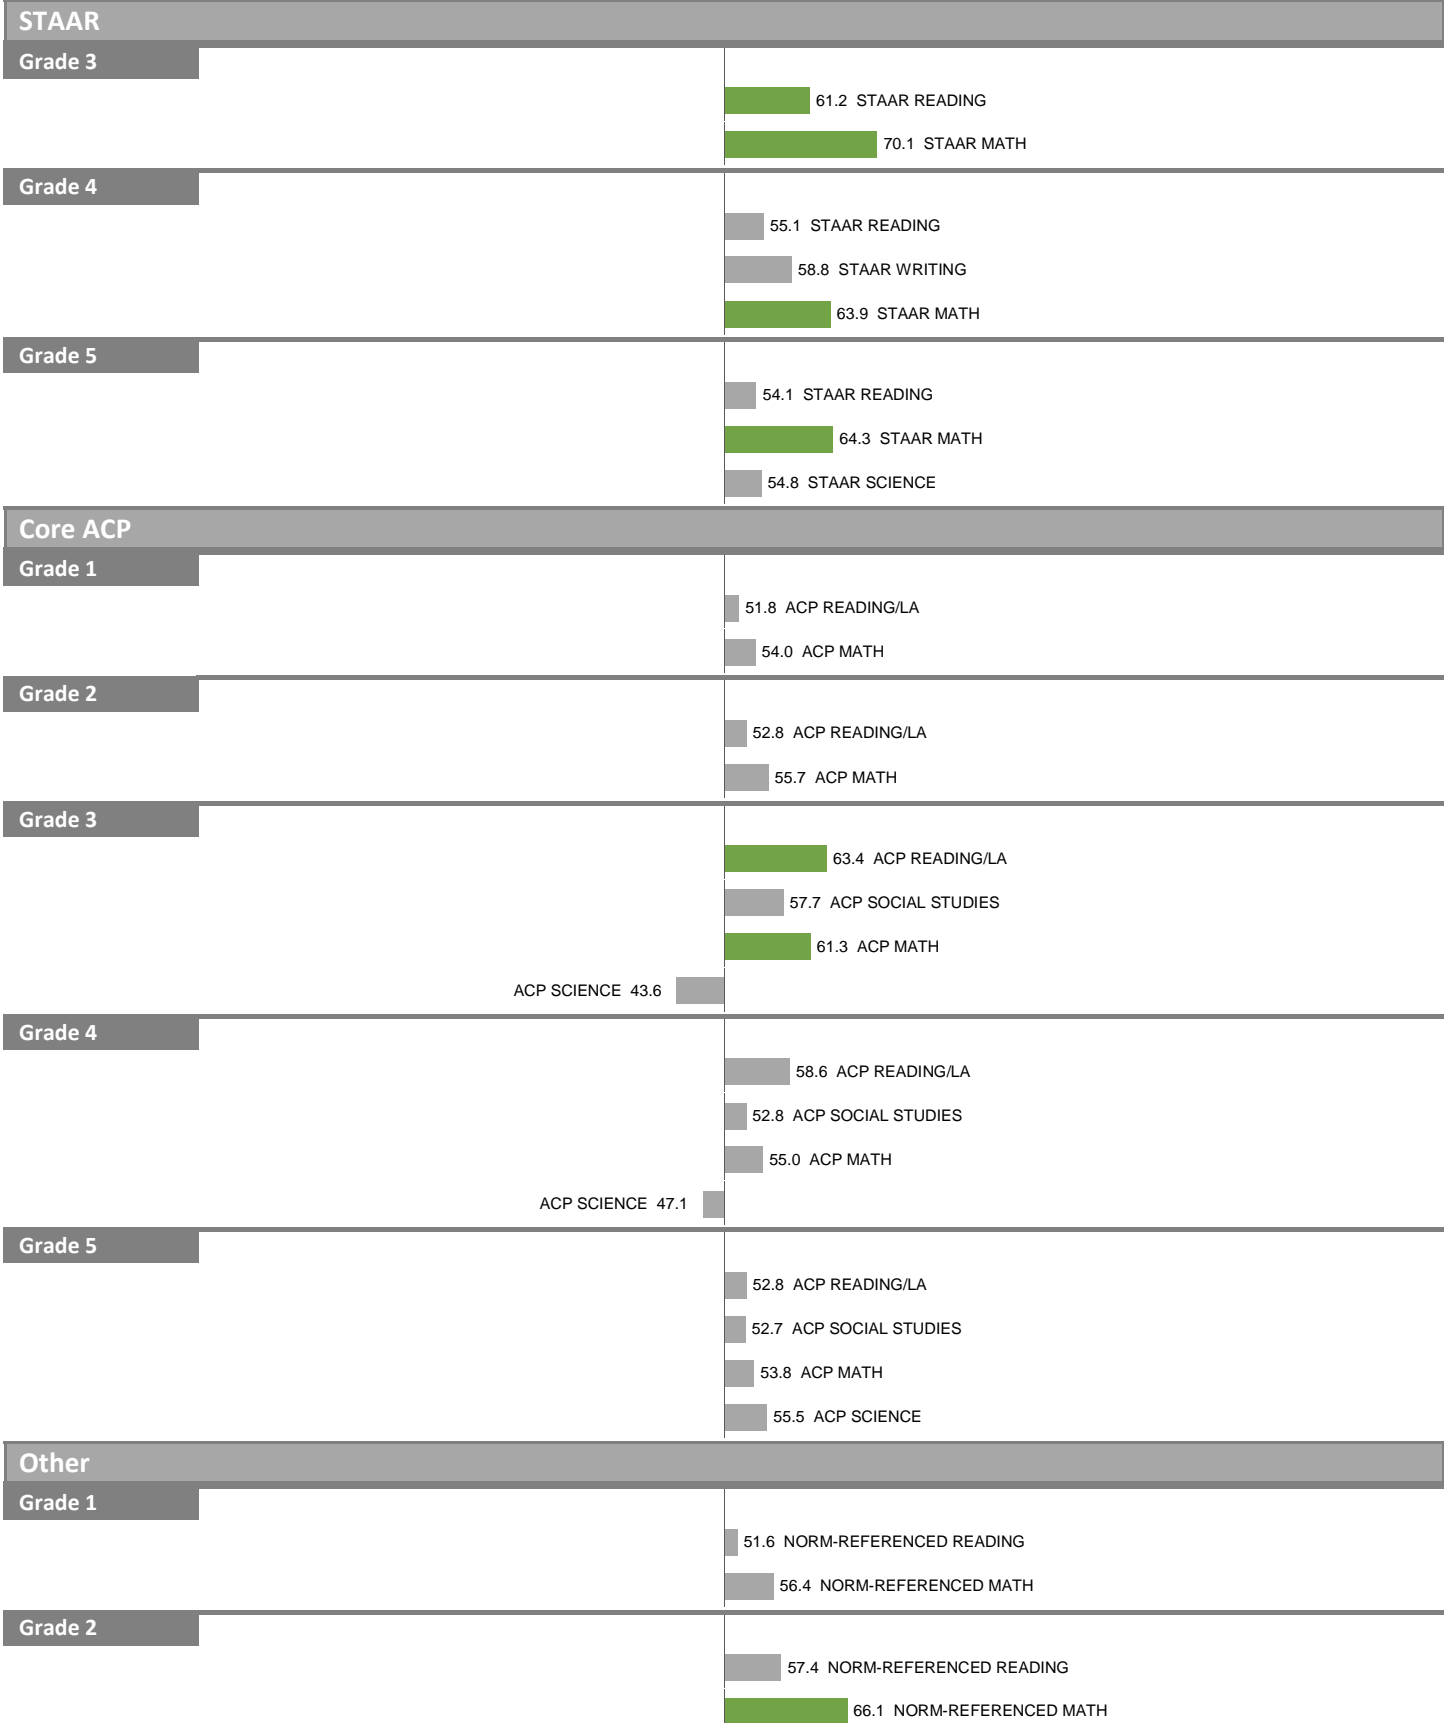 STAAR
Grade 3
61.2 STAAR READING
70.1 STAAR MATH
Grade 4
55.1 STAAR READING
58.8 STAAR WRITING
63.9 STAAR MATH
Grade 5
54.1 STAAR READING
64.3 STAAR MATH
54.8 STAAR SCIENCE
Core ACP
Grade 1
51.8 ACP READING/LA
54.0 ACP MATH
Grade 2
52.8 ACP READING/LA
55.7 ACP MATH
Grade 3
63.4 ACP READING/LA
57.7 ACP SOCIAL STUDIES
61.3 ACP MATH
ACP SCIENCE 43.6
Grade 4
58.6 ACP READING/LA
52.8 ACP SOCIAL STUDIES
55.0 ACP MATH
ACP SCIENCE 47.1
Grade 5
52.8 ACP READING/LA
52.7 ACP SOCIAL STUDIES
53.8 ACP MATH
55.5 ACP SCIENCE
Other
Grade 1
51.6 NORM-REFERENCED READING
56.4 NORM-REFERENCED MATH
Grade 2
57.4 NORM-REFERENCED READING
66.1 NORM-REFERENCED MATH